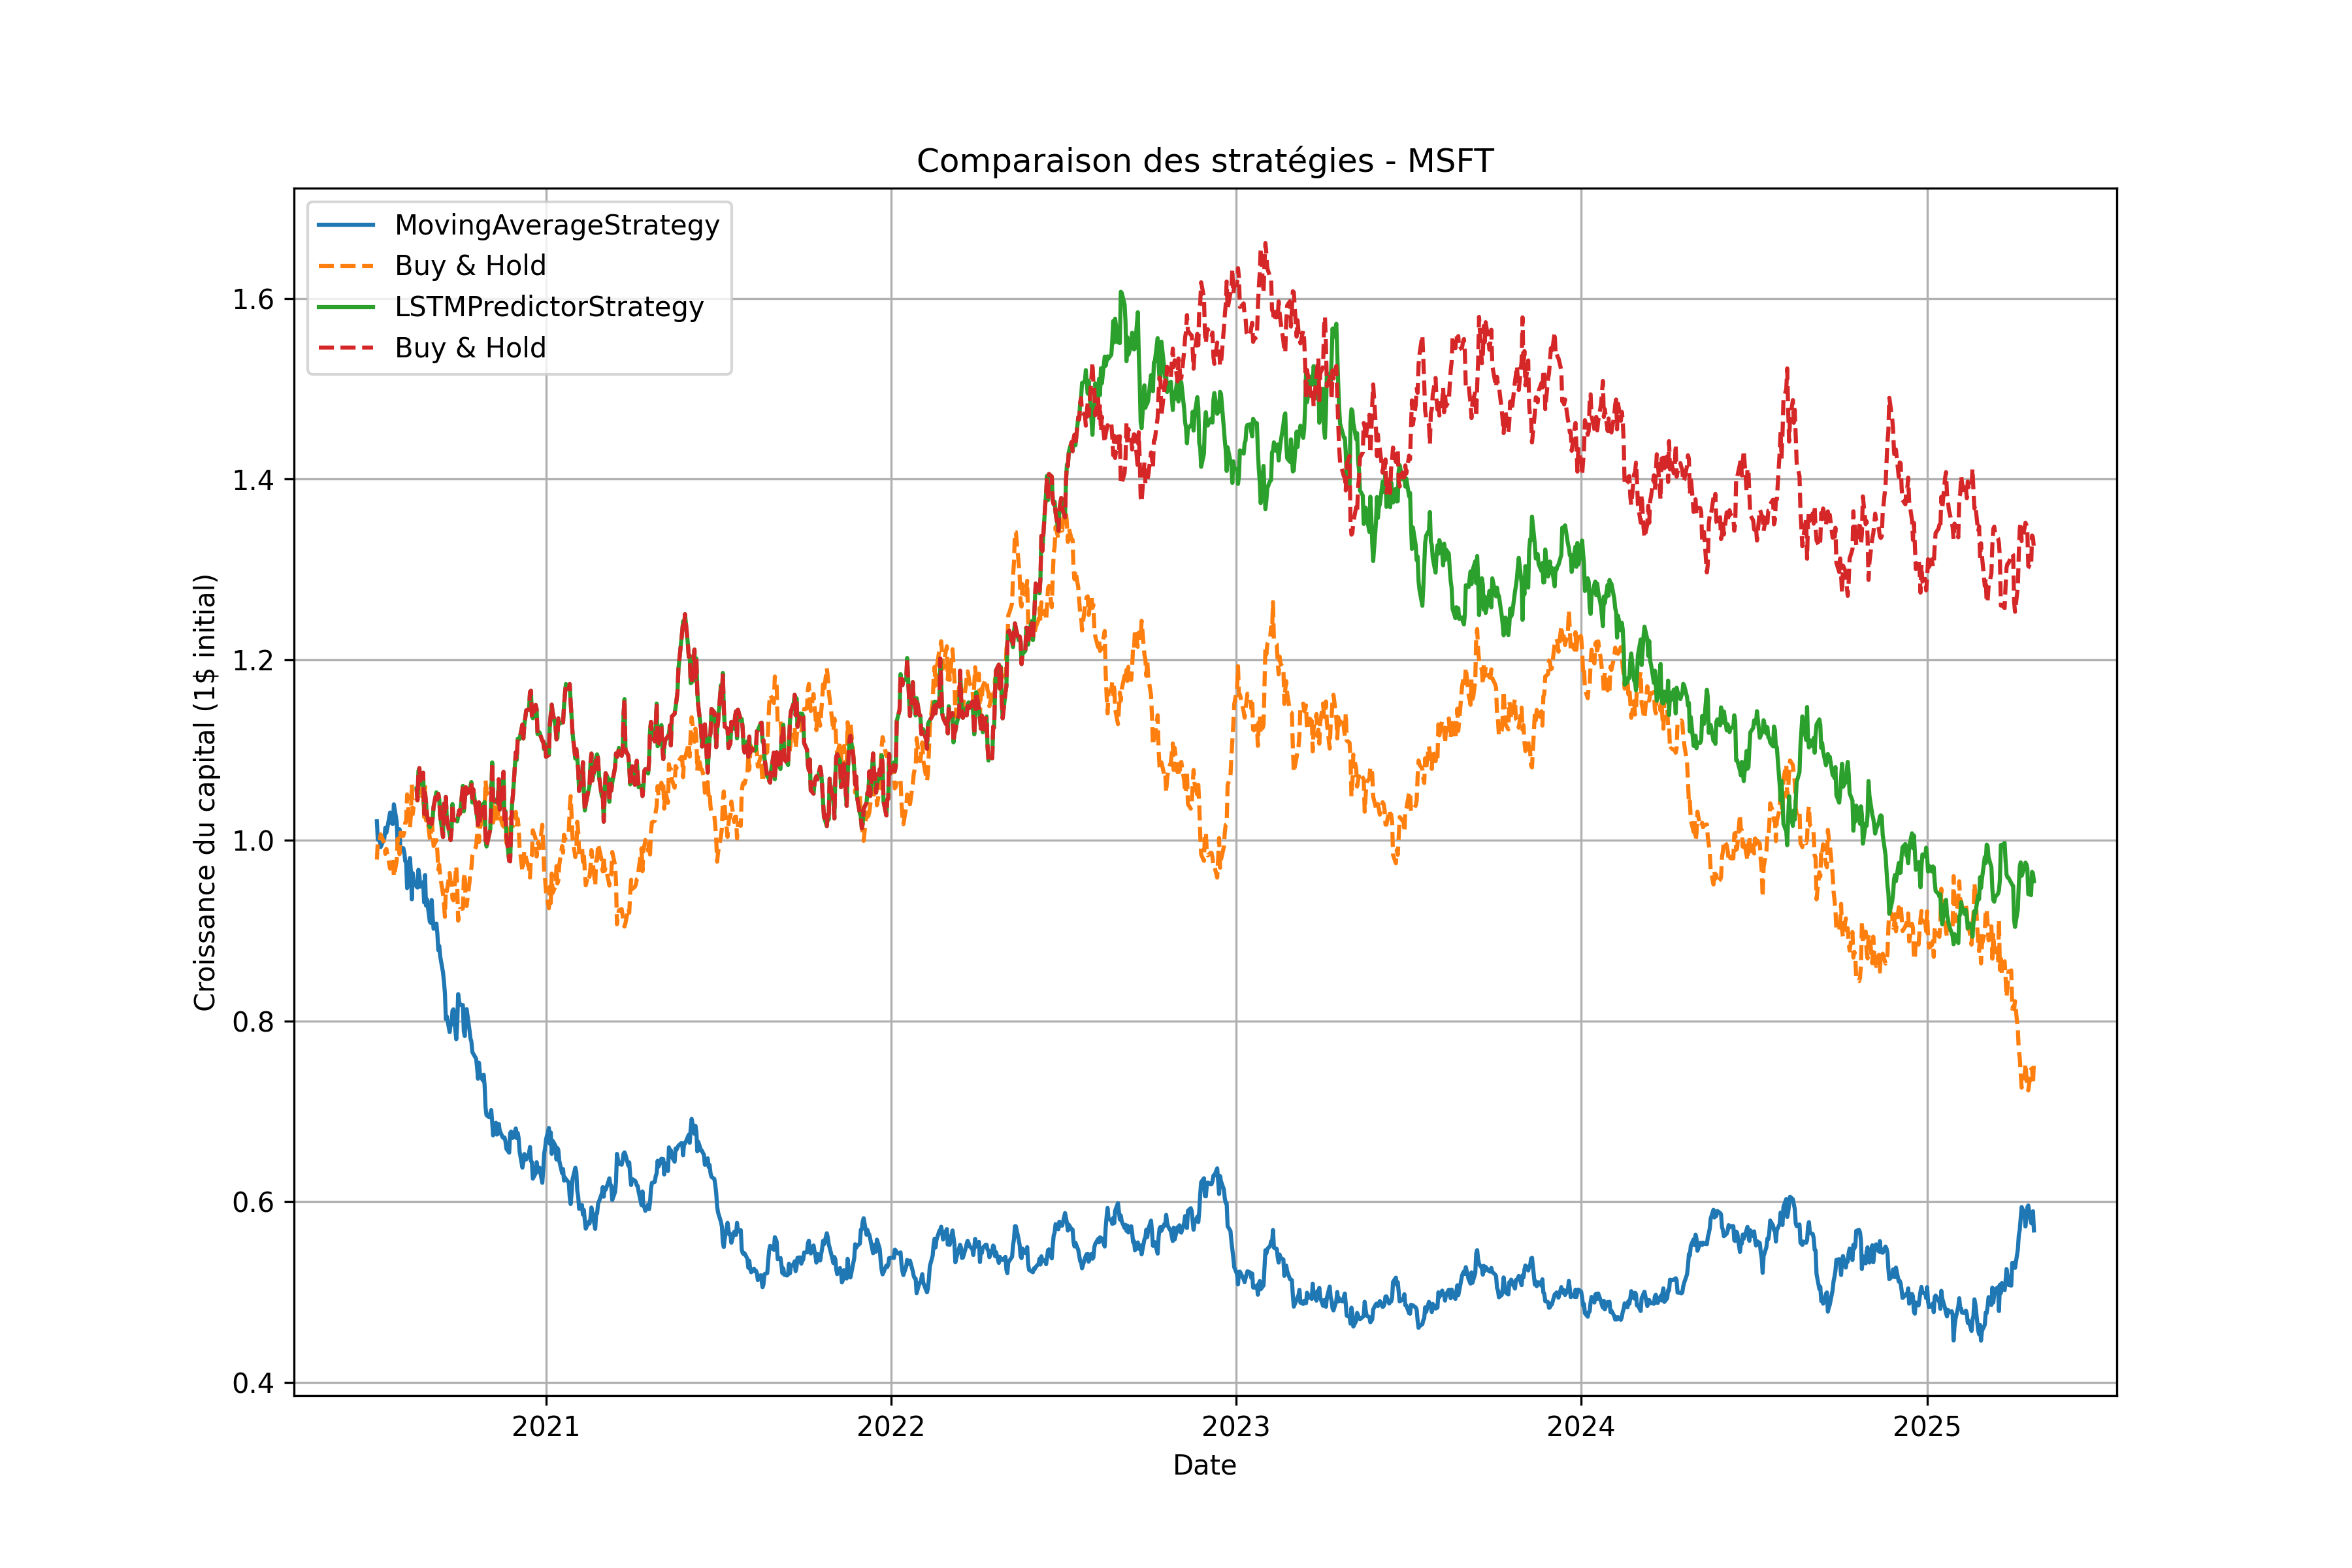 Comparaison des stratégies - MSFT
MovingAverageStrategy
Buy & Hold
LSTMPredictorStrategy
Buy & Hold
Croissance du capital (1$ initial)
1.6
1.4
1.2
1.0
0.8
0.6
0.4
2021 2022 2023 2024 2025
Date